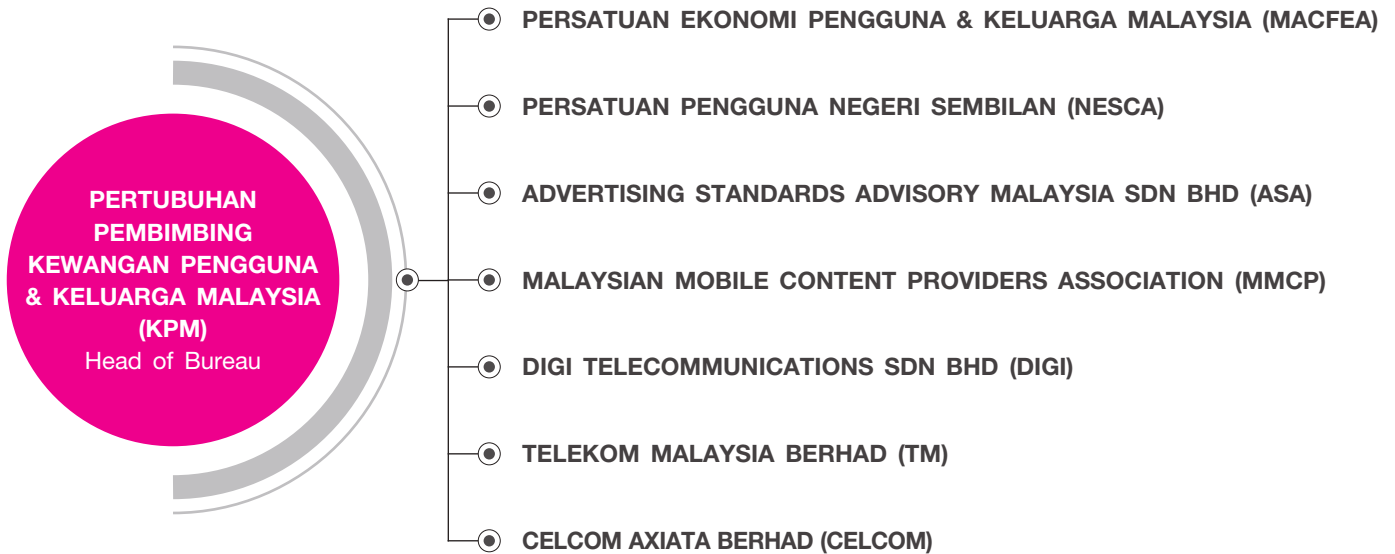 PERTUBUHAN
PEMBIMBING
KEWANGAN PENGGUNA
& KELUARGA MALAYSIA
(KPM)
Head of Bureau
PERSATUAN EKONOMI PENGGUNA & KELUARGA MALAYSIA (MACFEA)
PERSATUAN PENGGUNA NEGERI SEMBILAN (NESCA)
ADVERTISING STANDARDS ADVISORY MALAYSIA SDN BHD (ASA)
MALAYSIAN MOBILE CONTENT PROVIDERS ASSOCIATION (MMCP)
DIGI TELECOMMUNICATIONS SDN BHD (DIGI)
TELEKOM MALAYSIA BERHAD (TM)
CELCOM AXIATA BERHAD (CELCOM)